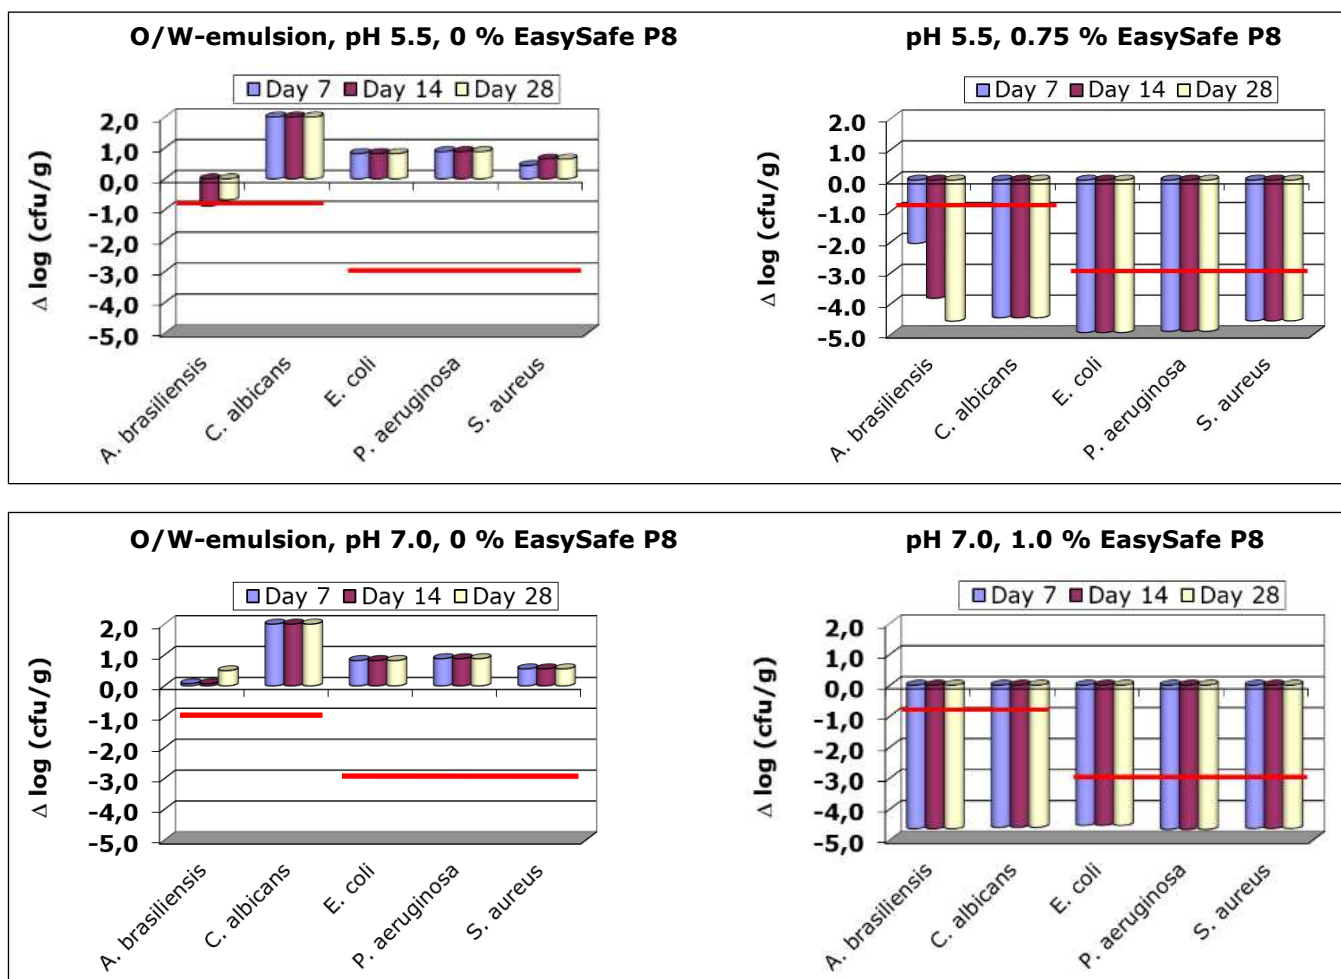 O/W-emulsion, pH 5.5, 0 % EasySafe P8
Day 7 Day 14 Day 28
Δ log (cfu/g)
2,0
1,0
0,0
-1,0
-2,0
-3,0
-4,0
-5,0
A. brasiliensis
C. albicans
E. coli
P. aeruginosa
S. aureus
pH 5.5, 0.75 % EasySafe P8
Day 7 Day 14 Day 28
Δ log (cfu/g)
2.0
1.0
0.0
-1.0
-2.0
-3.0
-4.0
-5.0
A. brasiliensis
C. albicans
E. coli
P. aeruginosa
S. aureus
O/W-emulsion, pH 7.0, 0 % EasySafe P8
Day 7 Day 14 Day 28
Δ log (cfu/g)
2,0
1,0
0,0
-1,0
-2,0
-3,0
-4,0
-5,0
A. brasiliensis
C. albicans
E. coli
P. aeruginosa
S. aureus
pH 7.0, 1.0 % EasySafe P8
Day 7 Day 14 Day 28
Δ log (cfu/g)
2,0
1,0
0,0
-1,0
-2,0
-3,0
-4,0
-5,0
A. brasiliensis
C. albicans
E. coli
P. aeruginosa
S. aureus